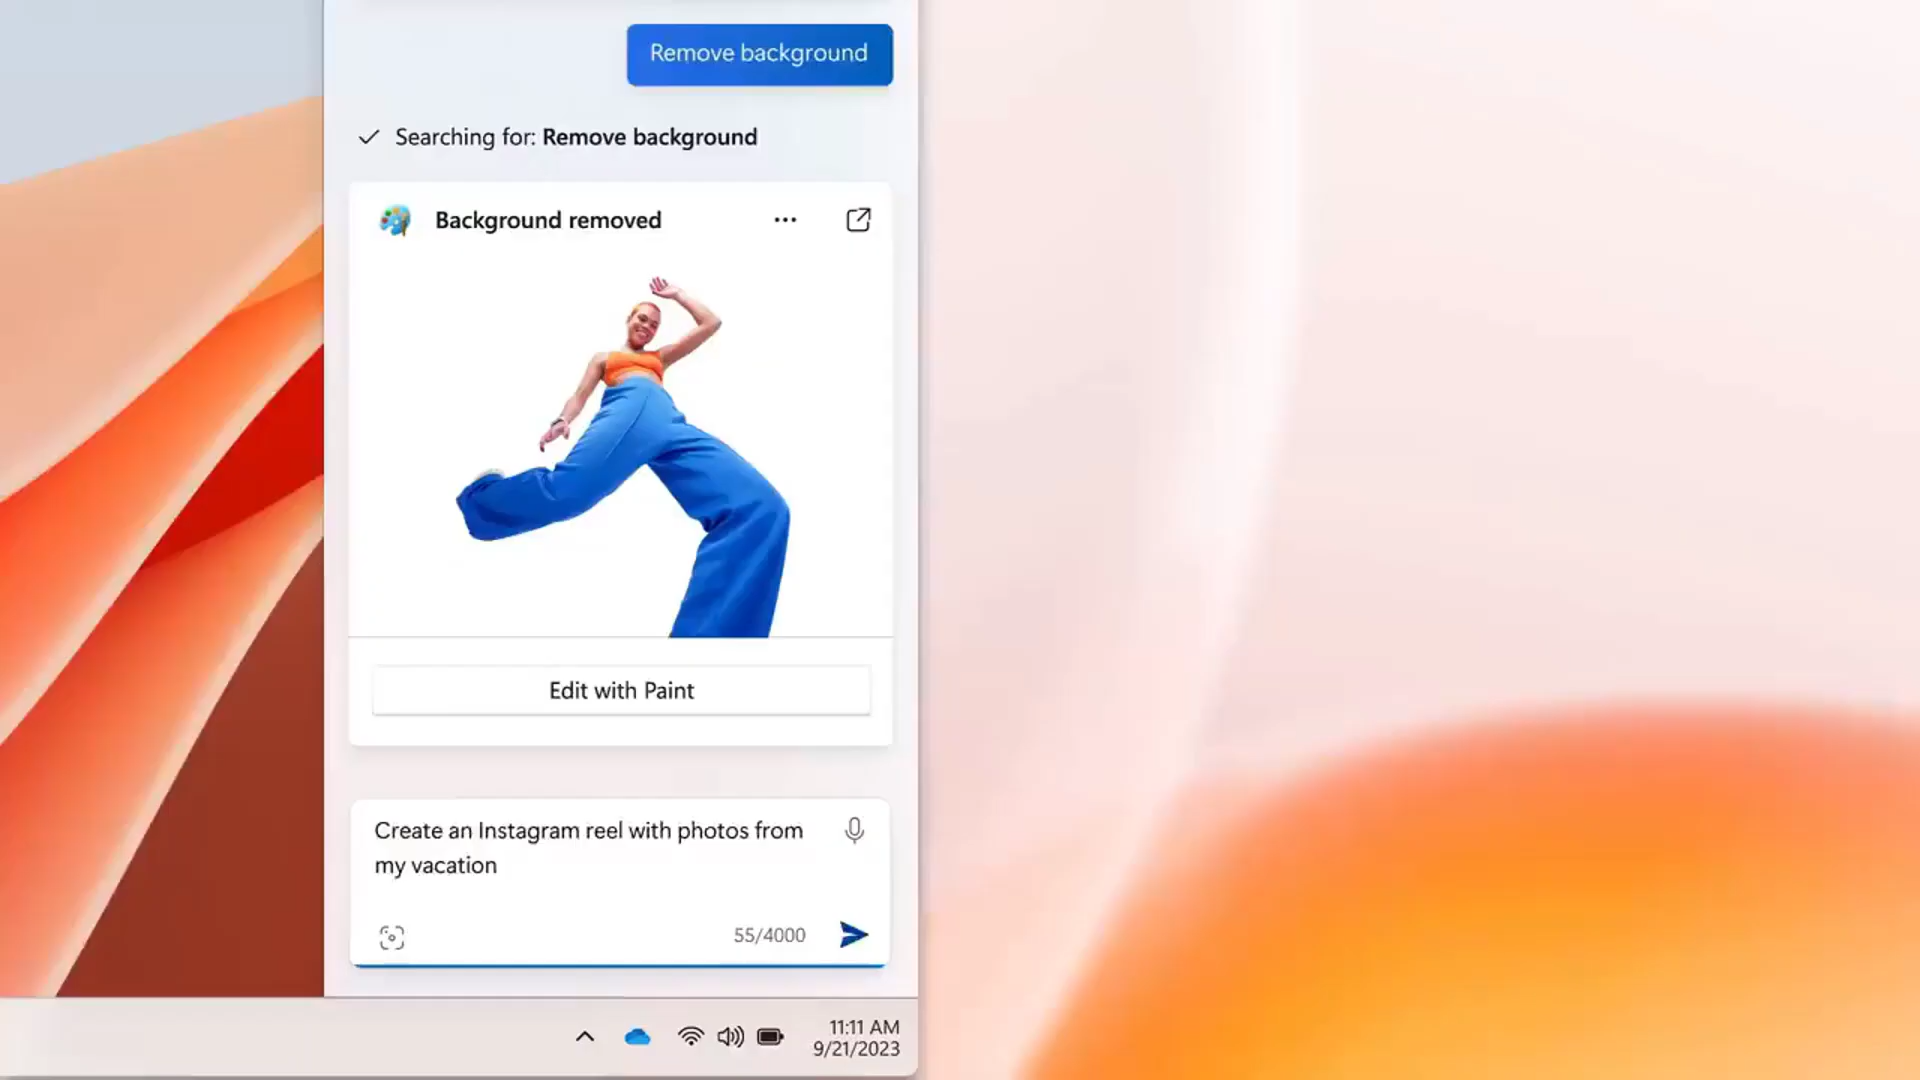 Remove background
Searching for: Remove background
Background removed
Edit with Paint
Create an Instagram reel with photos from
my vacation
55/4000
11:11 AM
9/21/2023